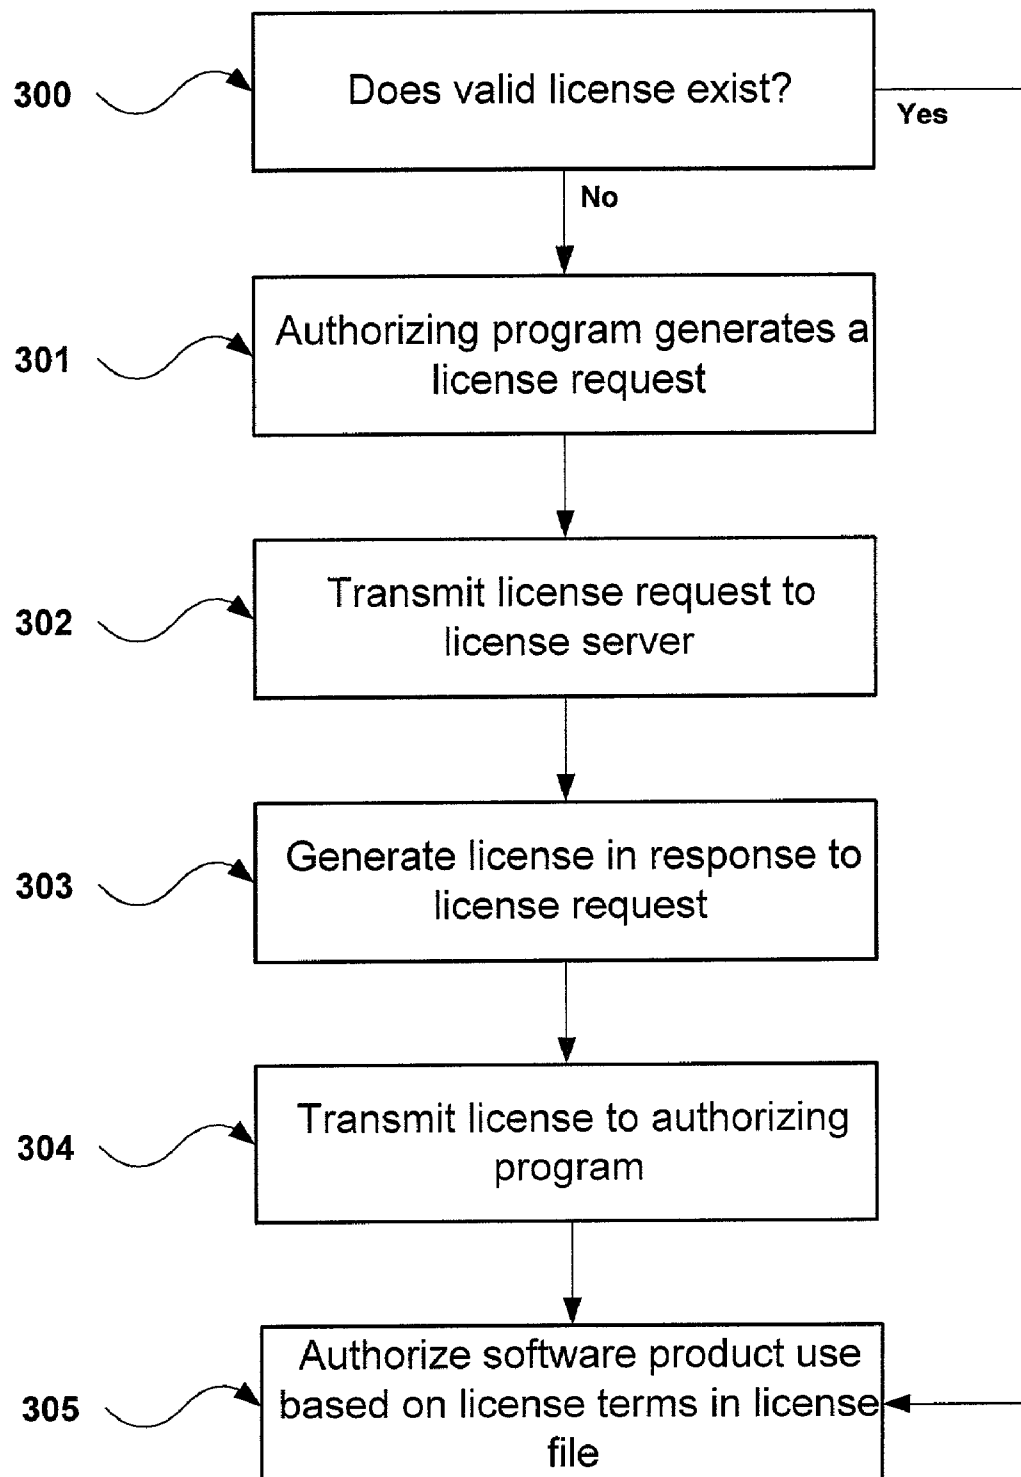 300
Does valid license exist?
Yes
No
301
Authorizing program generates a
license request
302
Transmit license request to
license server
303
Generate license in response to
license request
304
Transmit license to authorizing
program
305
Authorize software product use
based on license terms in license
file